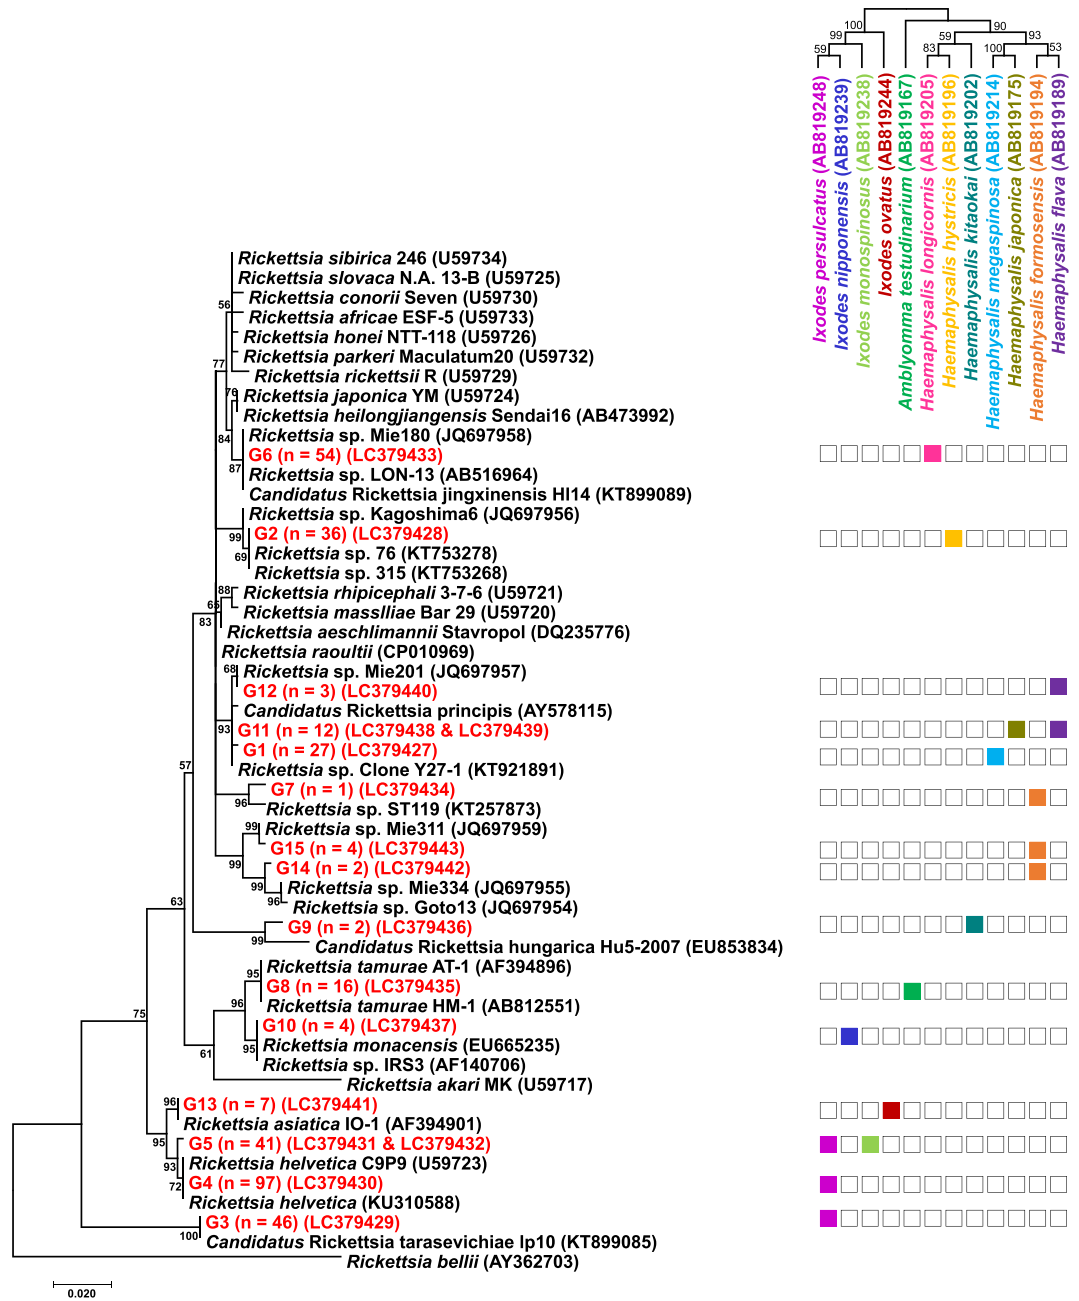 100
90
99
59
93
59
83
100
53
Ixodes persulcatus (AB819248)
Ixodes nipponensis (AB819239)
Ixodes monospinosus (AB819238)
Ixodes ovatus (AB819244)
Amblyomma testudinarium (AB819167)
Haemaphysalis longicornis (AB819205)
Haemaphysalis hystricis (AB819196)
Haemaphysalis kitaokai (AB819202)
Haemaphysalis megaspinosa (AB819214)
Haemaphysalis japonica (AB819175)
Haemaphysalis formosensis (AB819194)
Haemaphysalis flava (AB819189)
Rickettsia sibirica 246 (U59734)
Rickettsia slovaca N.A. 13-B (U59725)
Rickettsia conorii Seven (U59730)
56
Rickettsia africae ESF-5 (U59733)
Rickettsia honei NTT-118 (U59726)
Rickettsia parkeri Maculatum20 (U59732)
77
Rickettsia rickettsii R (U59729)
Rickettsia japonica YM (U59724)
Rickettsia heilongjiangensis Sendai16 (AB473992)
Rickettsia sp. Mie180 (JQ697958)
84
G6 (n = 54) (LC379433)
87
Rickettsia sp. LON-13 (AB516964)
Candidatus Rickettsia jingxinensis HI14 (KT899089)
Rickettsia sp. Kagoshima6 (JQ697956)
99
G2 (n = 36) (LC379428)
69
Rickettsia sp. 76 (KT753278)
Rickettsia sp. 315 (KT753268)
88
Rickettsia rhipicephali 3-7-6 (U59721)
Rickettsia masslliae Bar 29 (U59720)
83
Rickettsia aeschlimannii Stavropol (DQ235776)
Rickettsia raoultii (CP010969)
68
Rickettsia sp. Mie201 (JQ697957)
G12 (n = 3) (LC379440)
Candidatus Rickettsia principis (AY578115)
93
G11 (n = 12) (LC379438 & LC379439)
G1 (n = 27) (LC379427)
57
Rickettsia sp. Clone Y27-1 (KT921891)
G7 (n = 1) (LC379434)
96
Rickettsia sp. ST119 (KT257873)
99
Rickettsia sp. Mie311 (JQ697959)
G15 (n = 4) (LC379443)
99
G14 (n = 2) (LC379442)
99
Rickettsia sp. Mie334 (JQ697955)
96
63
Rickettsia sp. Goto13 (JQ697954)
G9 (n = 2) (LC379436)
99
Candidatus Rickettsia hungarica Hu5-2007 (EU853834)
Rickettsia tamurae AT-1 (AF394896)
95
G8 (n = 16) (LC379435)
96
Rickettsia tamurae HM-1 (AB812551)
75
G10 (n = 4) (LC379437)
95
Rickettsia monacensis (EU665235)
61
Rickettsia sp. IRS3 (AF140706)
Rickettsia akari MK (U59717)
96
G13 (n = 7) (LC379441)
Rickettsia asiatica IO-1 (AF394901)
95
G5 (n = 41) (LC379431 & LC379432)
93
Rickettsia helvetica C9P9 (U59723)
72
G4 (n = 97) (LC379430)
Rickettsia helvetica (KU310588)
G3 (n = 46) (LC379429)
100
Candidatus Rickettsia tarasevichiae Ip10 (KT899085)
Rickettsia bellii (AY362703)
0.020